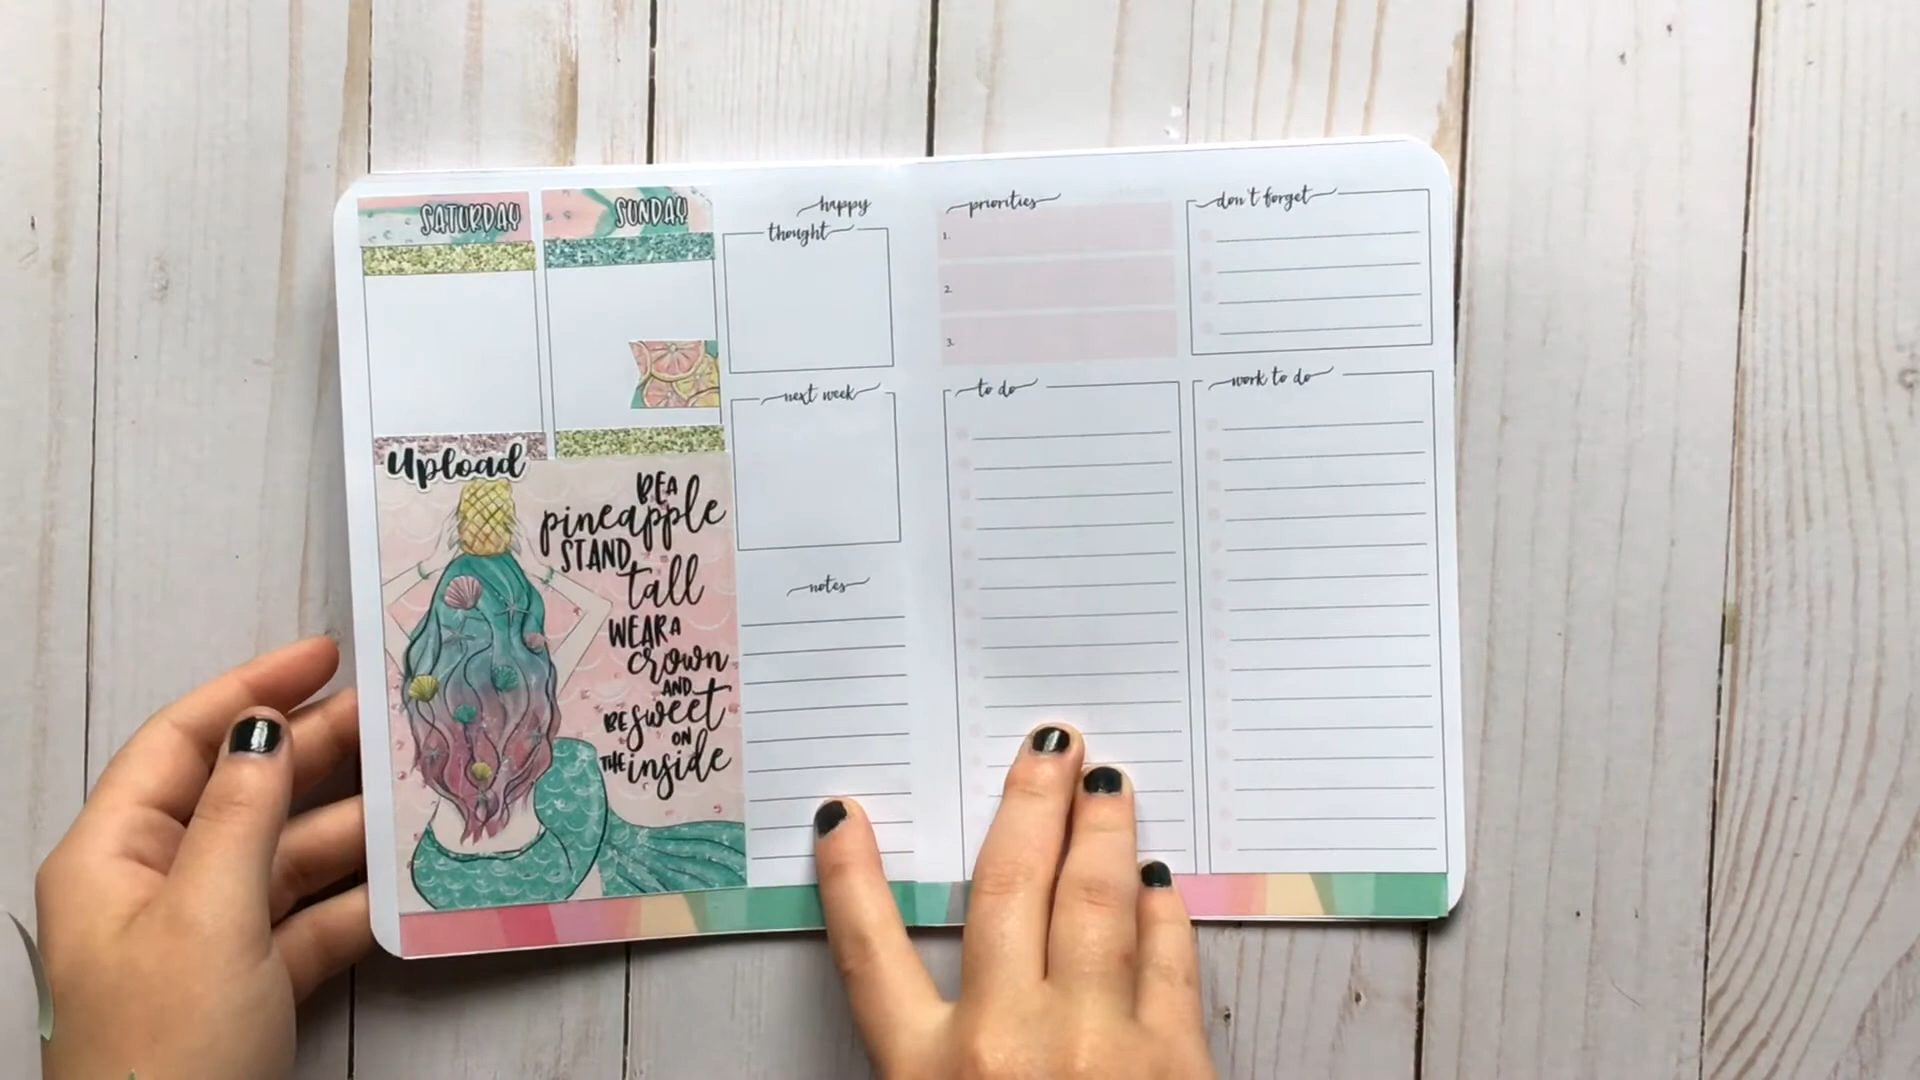 SATURDAY
SUNDAY
Upload
BE A
pineapple
STAND
tall
WEAR A
crown
AND
BE sweet
ON
THE inside
happy
thought
next week
notes
priorities
1.
2.
3.
don't forget
to do
work to do